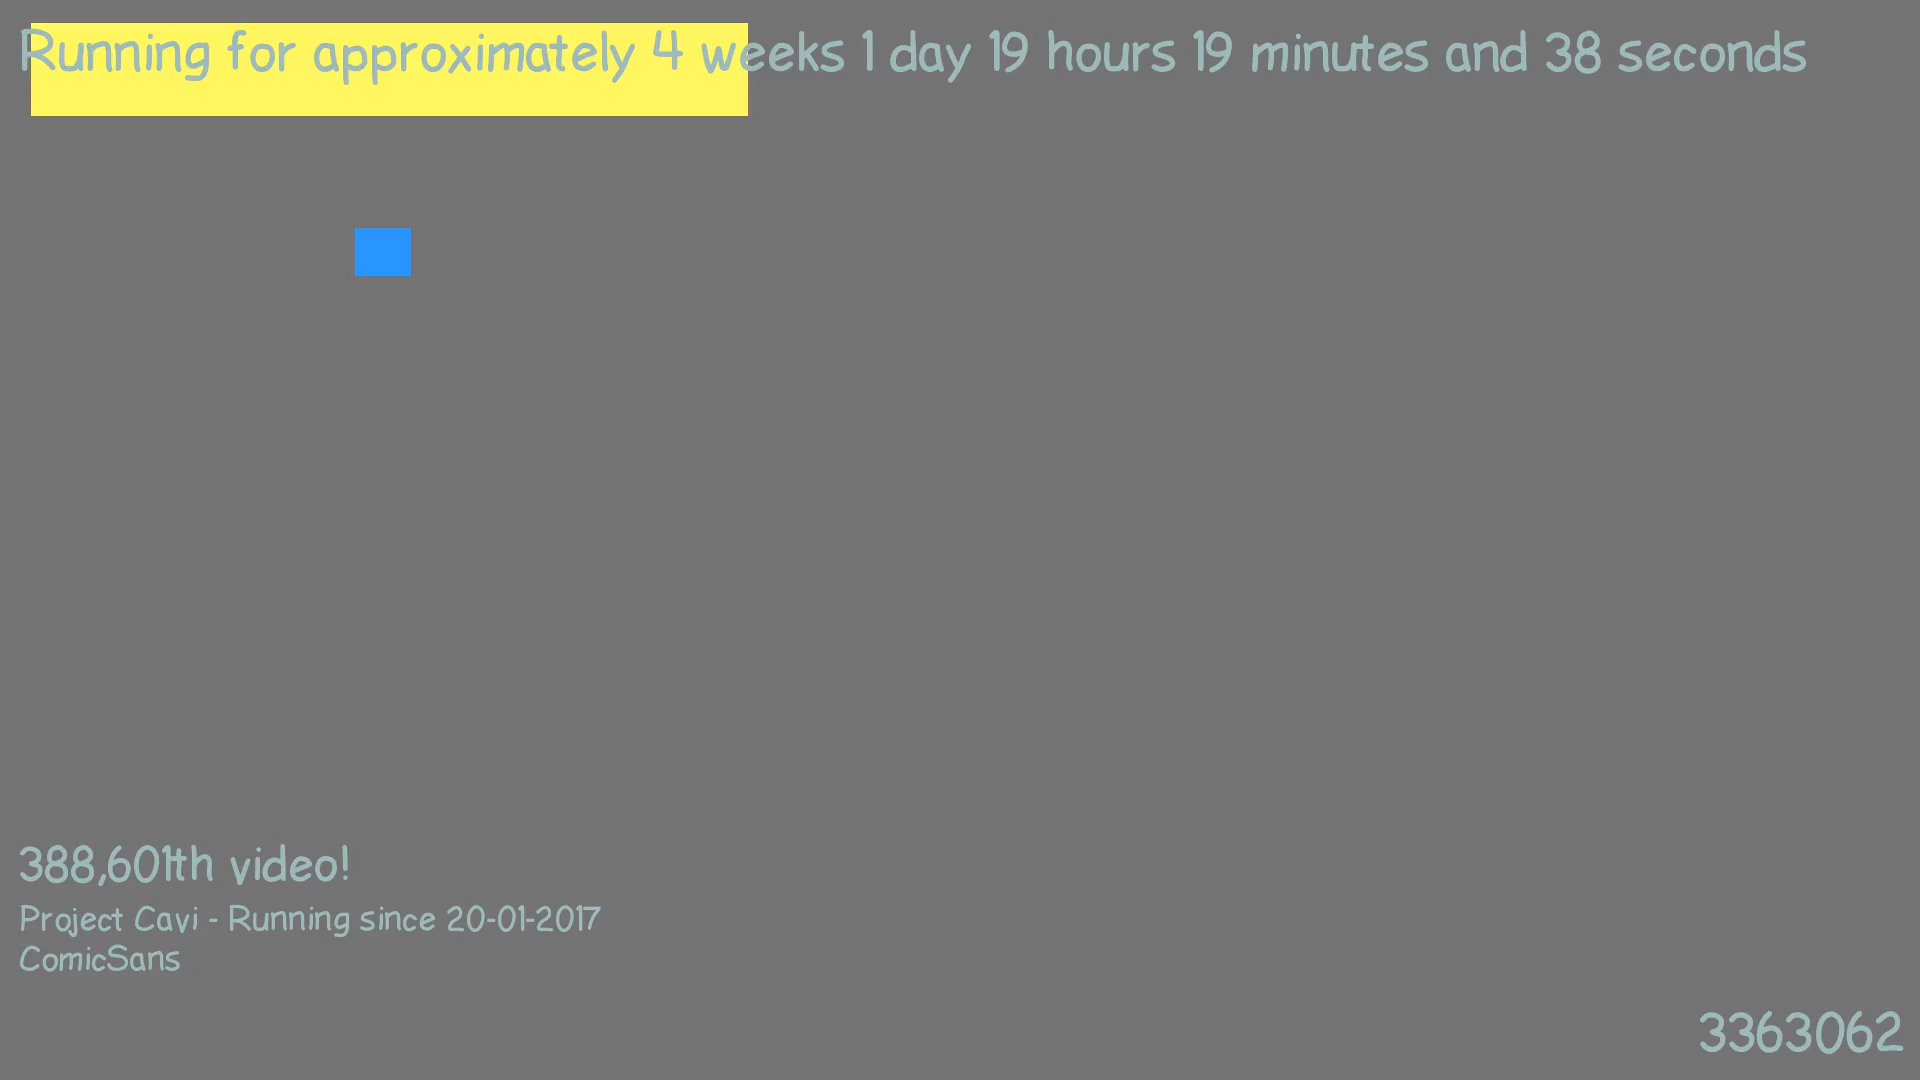 Running for approximately 4 weeks 1 day 19 hours 19 minutes and 38 seconds
388,601th video!
Project Cavi - Running since 20-01-2017
ComicSans
3363062